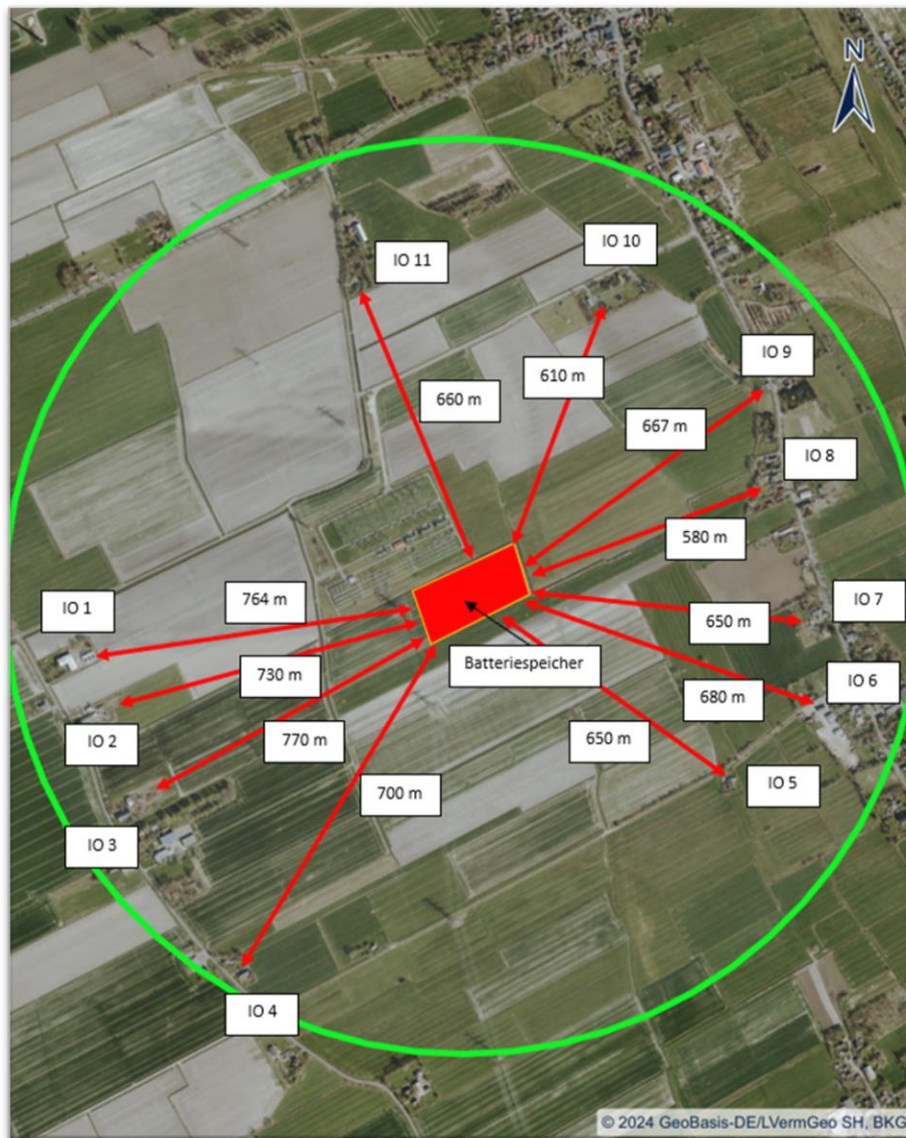 N
IO 10
IO 11
IO 9
610 m
660 m
667 m
IO 8
580 m
764 m
IO 1
IO 7
650 m
Batteriespeicher
730 m
IO 6
680 m
IO 2
770 m
650 m
IO 5
700 m
IO 3
IO 4
© 2024 GeoBasis-DE/LVermGeo SH, BKG